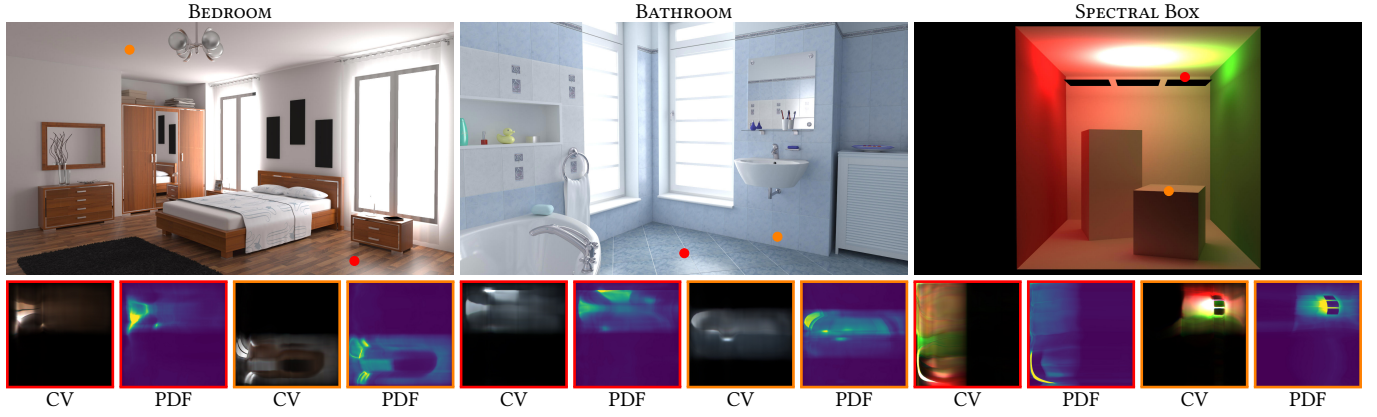 BEDROOM
BATHROOM
SPECTRAL BOX
CV PDF CV PDF CV PDF CV PDF CV PDF CV PDF